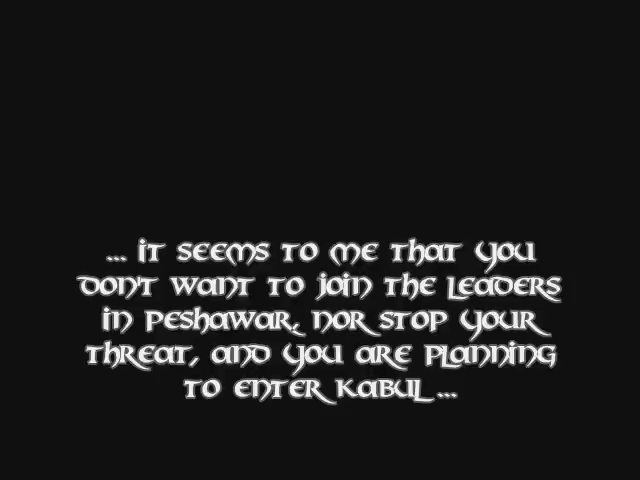 ... it seems to me that you
don't want to join the leaders
in Peshawar, nor stop your
threat, and you are planning
to enter Kabul ...